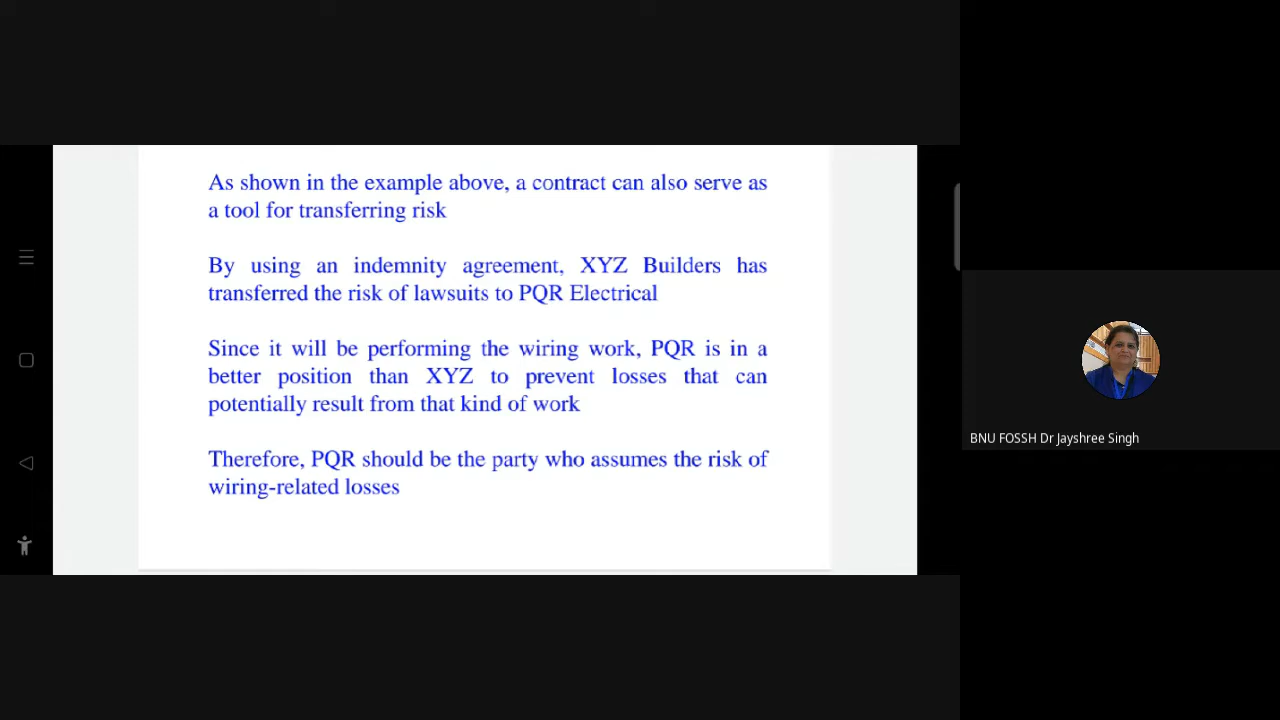 As shown in the example above, a contract can also serve as
a tool for transferring risk
By using an indemnity agreement, XYZ Builders has
transferred the risk of lawsuits to PQR Electrical
Since it will be performing the wiring work, PQR is in a
better position than XYZ to prevent losses that can
potentially result from that kind of work
Therefore, PQR should be the party who assumes the risk of
wiring-related losses
BNU FOSSH Dr Jayshree Singh